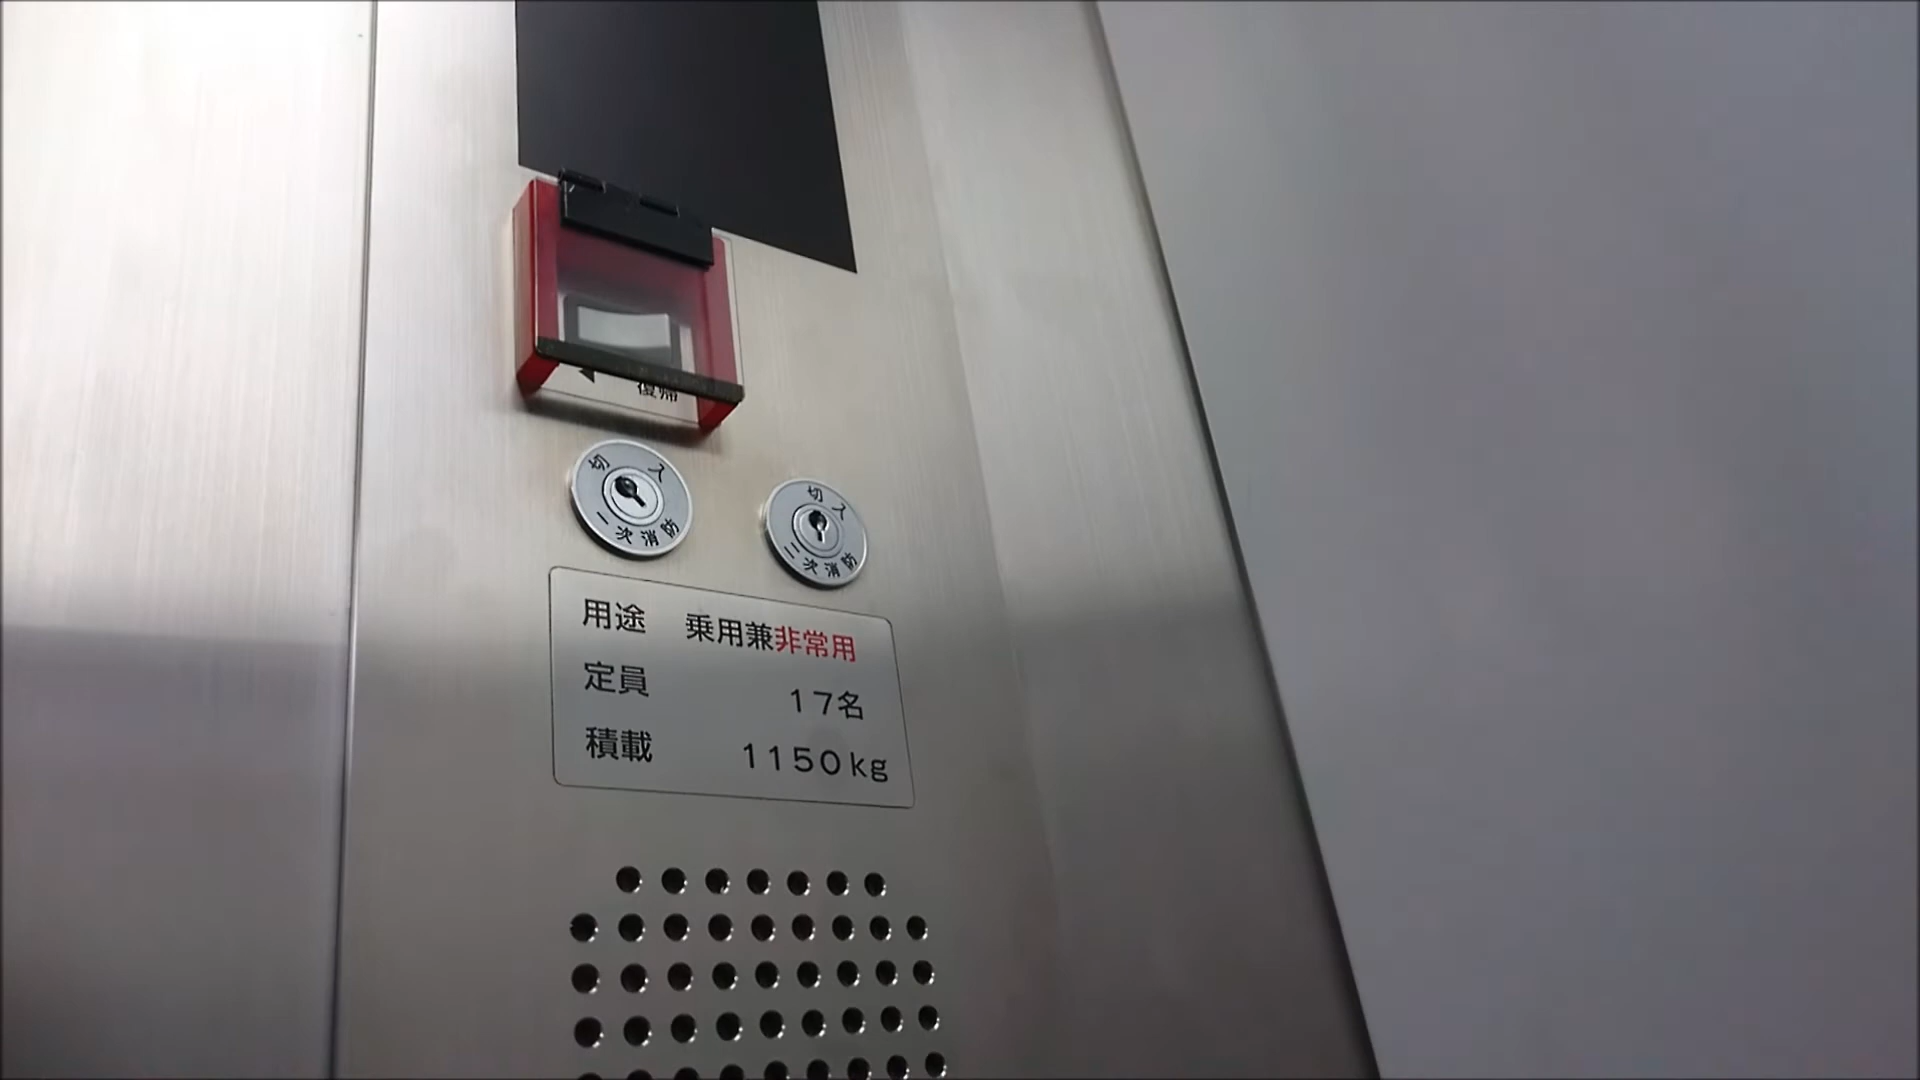 復帰
切 入
一次消防
切 入
二次消防
用途 乗用兼非常用
定員 17名
積載 1150kg